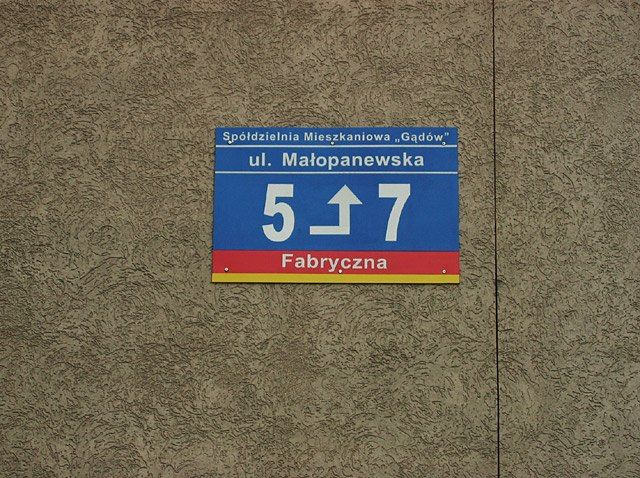 Spółdzielnia Mieszkaniowa „Gądów”
ul. Małopanewska
5 7
Fabryczna